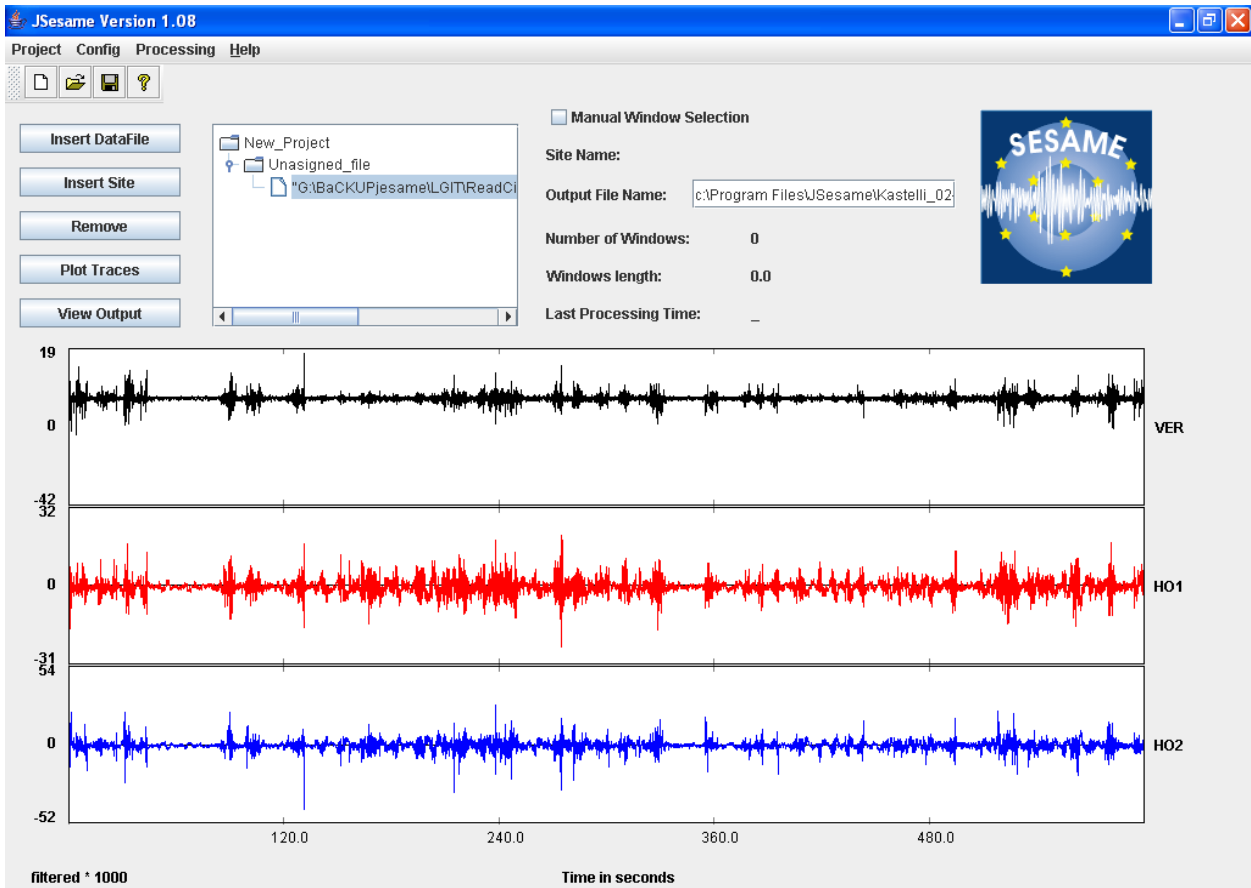 JSesame Version 1.08
Project Config Processing Help
Insert DataFile
Insert Site
Remove
Plot Traces
View Output
New_Project
Unasigned_file
"G:\BaCKUPjesame\LGIT\ReadCi
Manual Window Selection
Site Name:
Output File Name: c:\Program Files\JSesame\Kastelli_02-
Number of Windows: 0
Windows length: 0.0
Last Processing Time: _
SESAME
19
0
-42
VER
32
0
-31
HO1
54
0
-52
HO2
120.0 240.0 360.0 480.0
filtered * 1000 Time in seconds